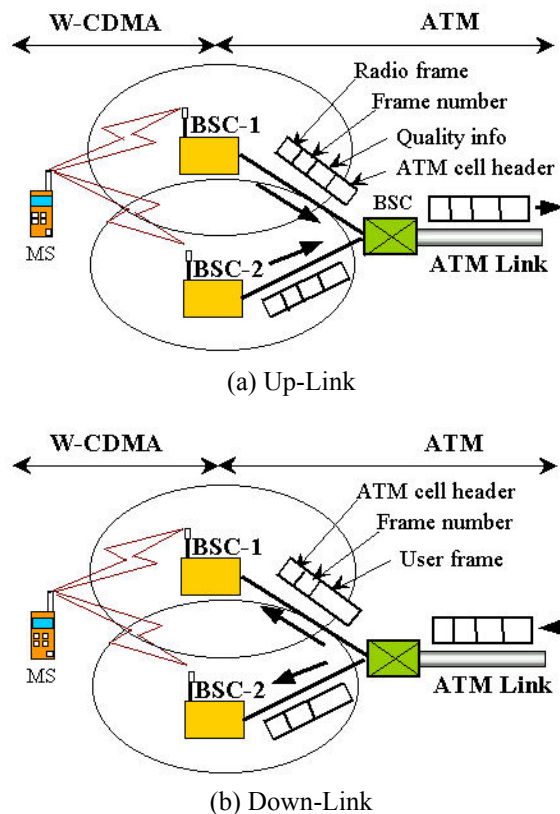 W-CDMA ATM
Radio frame
Frame number
BSC-1
Quality info
ATM cell header
BSC
MS
BSC-2
ATM Link
(a) Up-Link
W-CDMA ATM
ATM cell header
Frame number
BSC-1
User frame
MS
BSC-2
ATM Link
(b) Down-Link